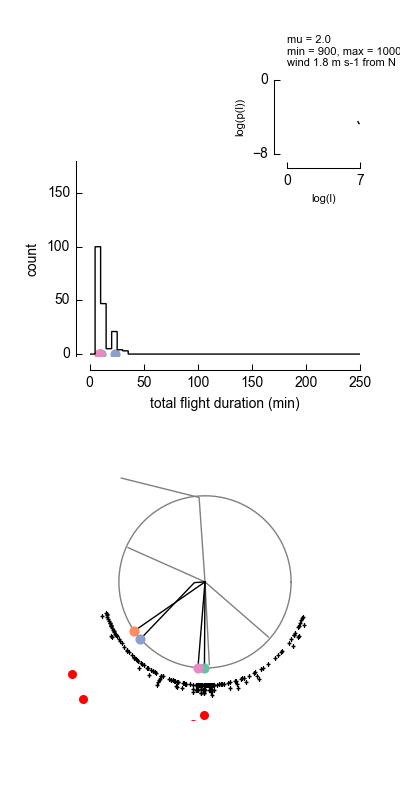 mu = 2.0
min = 900, max = 1000
wind 1.8 m s-1 from N
0
log(p(l))
−8
0
7
log(l)
150
100
50
0
count
0
50
100
150
200
250
total flight duration (min)